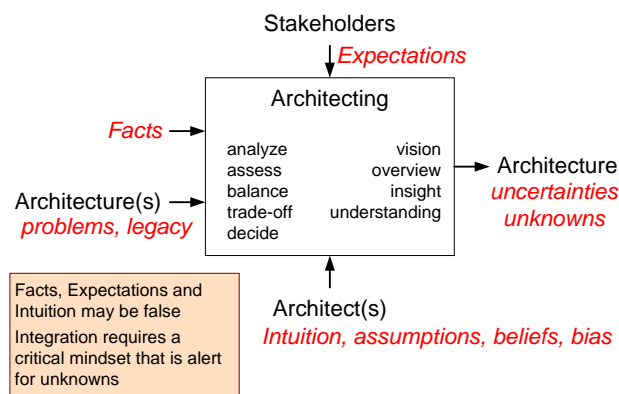 Stakeholders
Expectations
Architecting
Facts
analyze
assess
balance
trade-off
decide
vision
overview
insight
understanding
Architecture(s)
problems, legacy
Architecture
uncertainties
unknowns
Architect(s)
Intuition, assumptions, beliefs, bias
Facts, Expectations and
Intuition may be false
Integration requires a
critical mindset that is alert
for unknowns